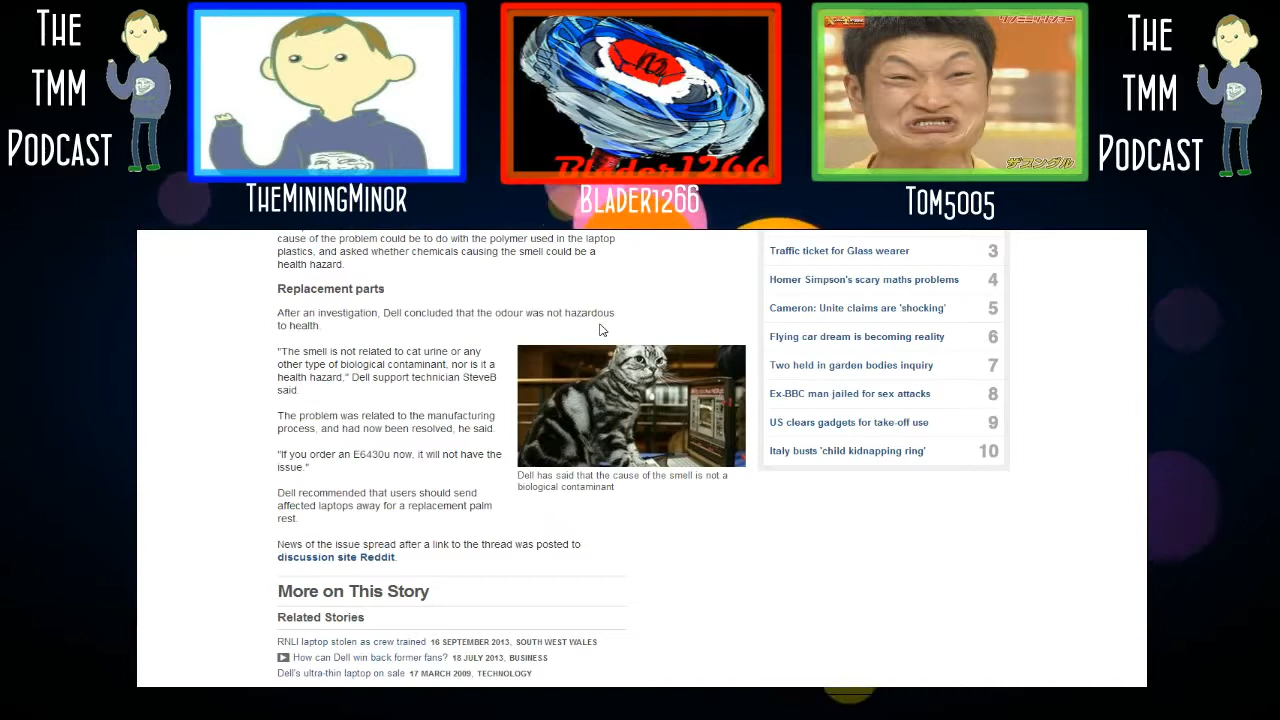 The
TMM
Podcast
TheMiningMinor
Blader1266
Blader1266
ザコングル
Tom5005
The
TMM
Podcast
cause of the problem could be to do with the polymer used in the laptop
plastics, and asked whether chemicals causing the smell could be a
health hazard.
Replacement parts
After an investigation, Dell concluded that the odour was not hazardous
to health.
"The smell is not related to cat urine or any
other type of biological contaminant, nor is it a
health hazard," Dell support technician SteveB
said.
The problem was related to the manufacturing
process, and had now been resolved, he said.
"If you order an E6430u now, it will not have the
issue."
Dell recommended that users should send
affected laptops away for a replacement palm
rest.
Dell has said that the cause of the smell is not a
biological contaminant
News of the issue spread after a link to the thread was posted to
discussion site Reddit.
More on This Story
Related Stories
RNLI laptop stolen as crew trained 16 SEPTEMBER 2013, SOUTH WEST WALES
How can Dell win back former fans? 18 JULY 2013, BUSINESS
Dell's ultra-thin laptop on sale 17 MARCH 2009, TECHNOLOGY
Traffic ticket for Glass wearer 3
Homer Simpson's scary maths problems 4
Cameron: Unite claims are 'shocking' 5
Flying car dream is becoming reality 6
Two held in garden bodies inquiry 7
Ex-BBC man jailed for sex attacks 8
US clears gadgets for take-off use 9
Italy busts 'child kidnapping ring' 10